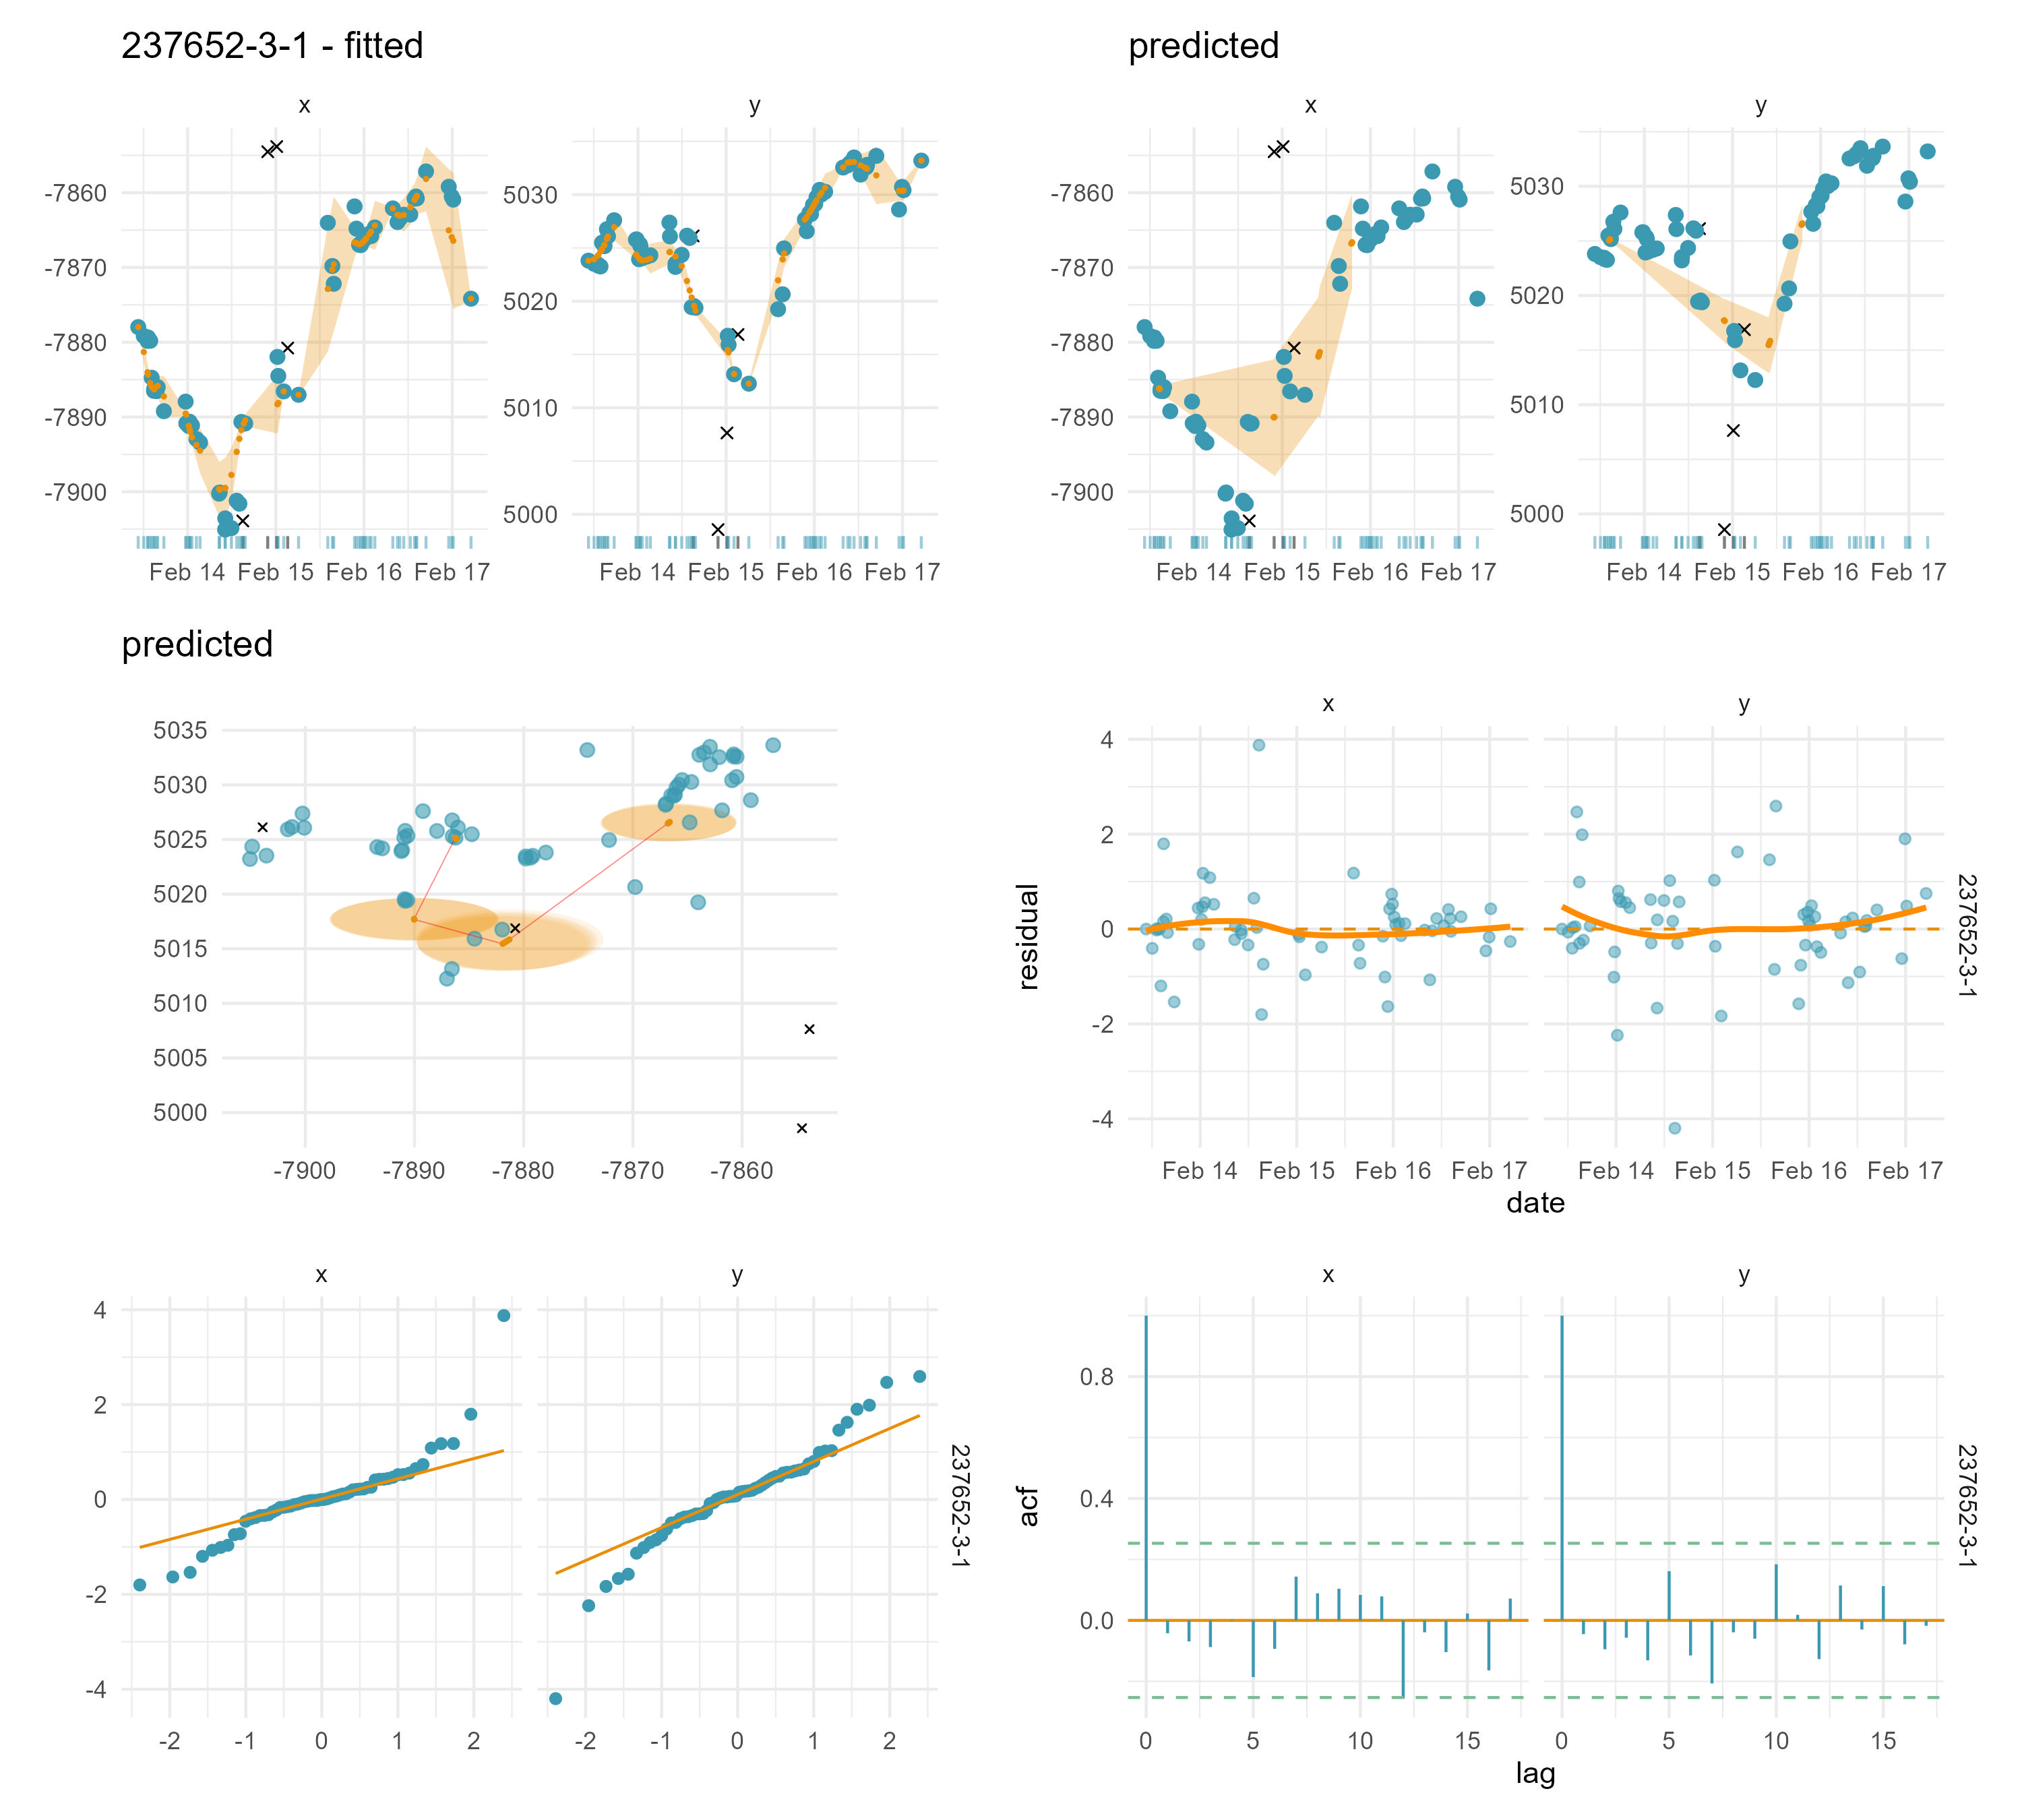 237652-3-1 - fitted
predicted
x
y
x
y
-7860
-7870
-7880
-7890
-7900
5030
5020
5010
5000
-7860
-7870
-7880
-7890
-7900
5030
5020
5010
5000
Feb 14 Feb 15 Feb 16 Feb 17
Feb 14 Feb 15 Feb 16 Feb 17
Feb 14 Feb 15 Feb 16 Feb 17
Feb 14 Feb 15 Feb 16 Feb 17
predicted
5035
5030
5025
5020
5015
5010
5005
5000
-7900 -7890 -7880 -7870 -7860
x
y
residual
4
2
0
-2
-4
237652-3-1
Feb 14 Feb 15 Feb 16 Feb 17
Feb 14 Feb 15 Feb 16 Feb 17
date
x
y
4
2
0
-2
-4
237652-3-1
-2 -1 0 1 2
-2 -1 0 1 2
x
y
acf
0.8
0.4
0.0
237652-3-1
0 5 10 15
0 5 10 15
lag